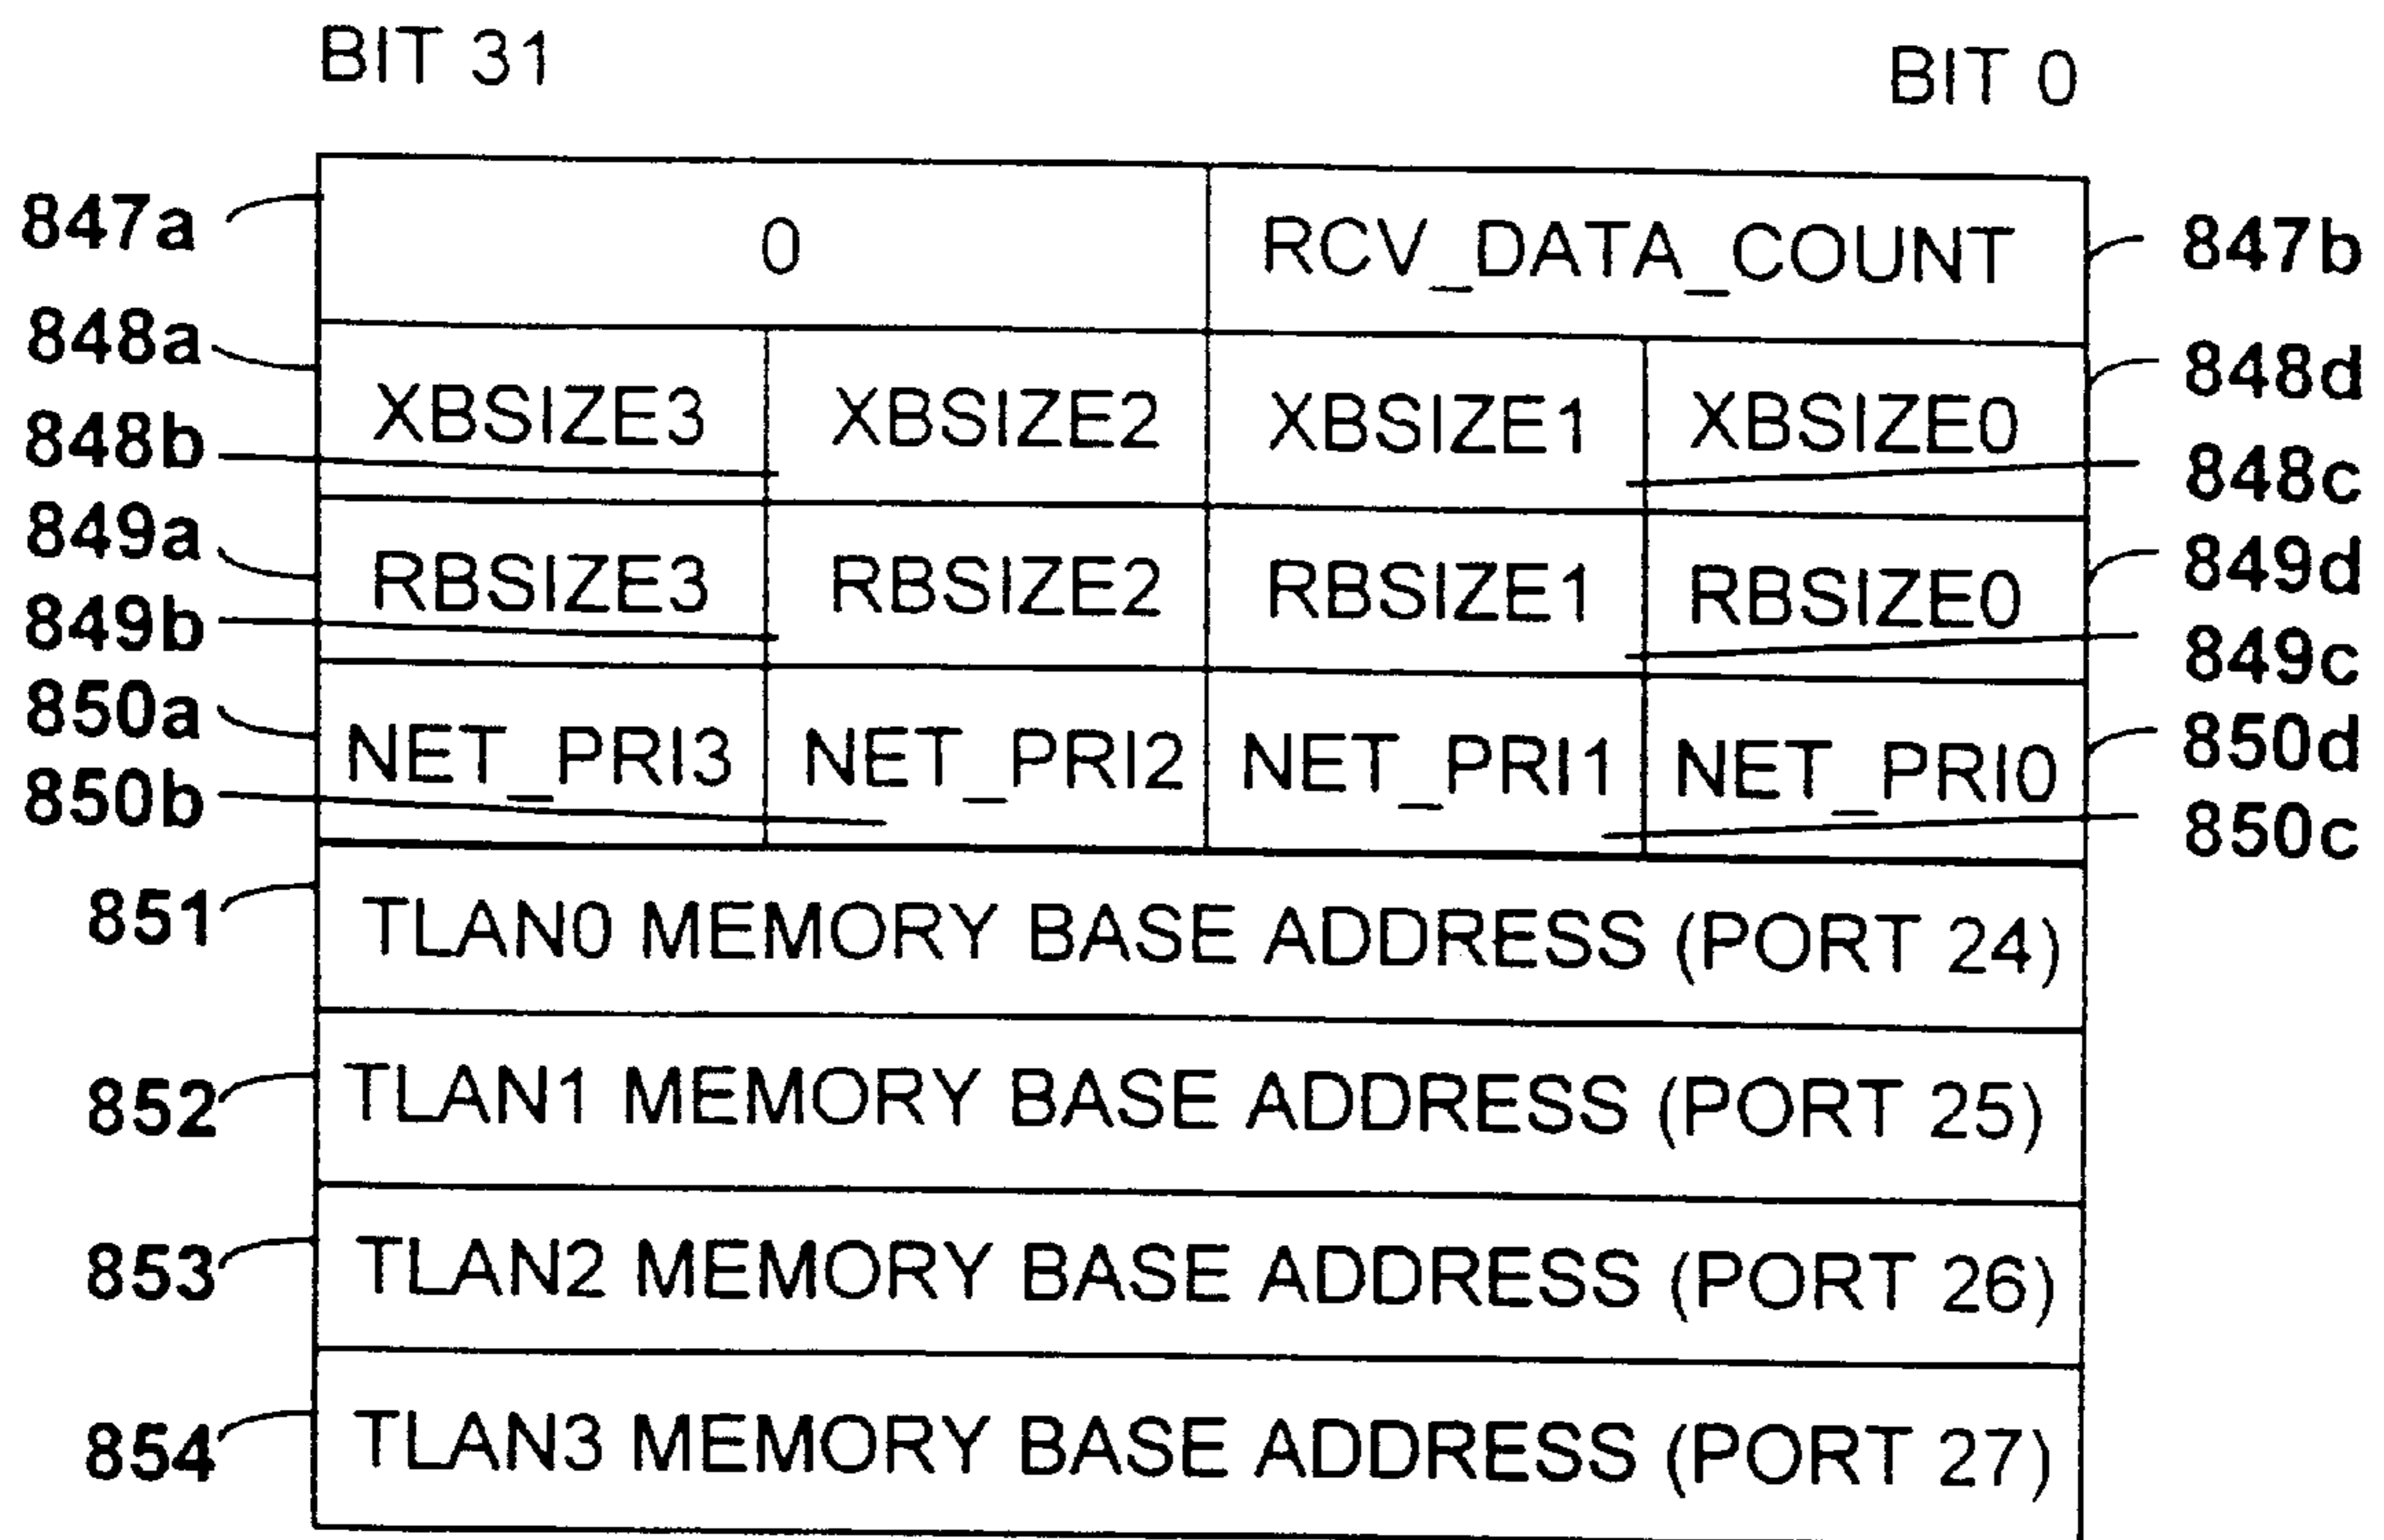 BIT 31 BIT 0
847a 0 RCV_DATA_COUNT 847b
848a XBSIZE3 XBSIZE2 XBSIZE1 XBSIZE0 848d
848b 848c
849a RBSIZE3 RBSIZE2 RBSIZE1 RBSIZE0 849d
849b 849c
850a NET_PRI3 NET_PRI2 NET_PRI1 NET_PRI0 850d
850b 850c
851 TLAN0 MEMORY BASE ADDRESS (PORT 24)
852 TLAN1 MEMORY BASE ADDRESS (PORT 25)
853 TLAN2 MEMORY BASE ADDRESS (PORT 26)
854 TLAN3 MEMORY BASE ADDRESS (PORT 27)